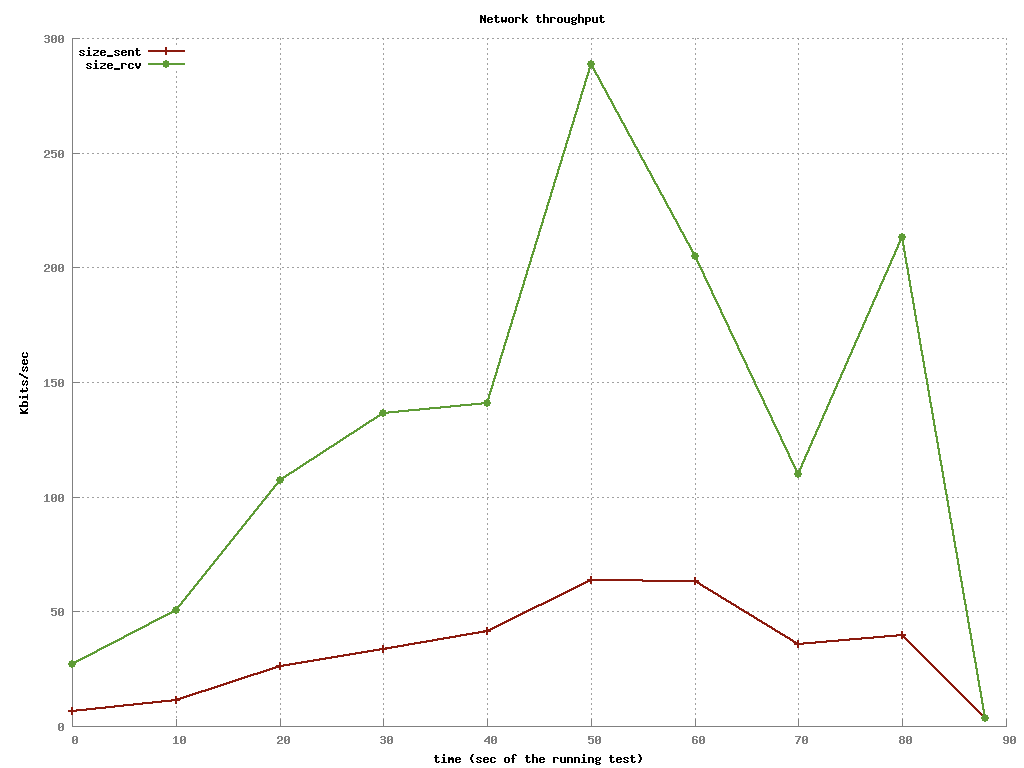 Network throughput
300
size_sent
size_rcv
250
200
150
100
50
0
Kbits/sec
0 10 20 30 40 50 60 70 80 90
time (sec of the running test)